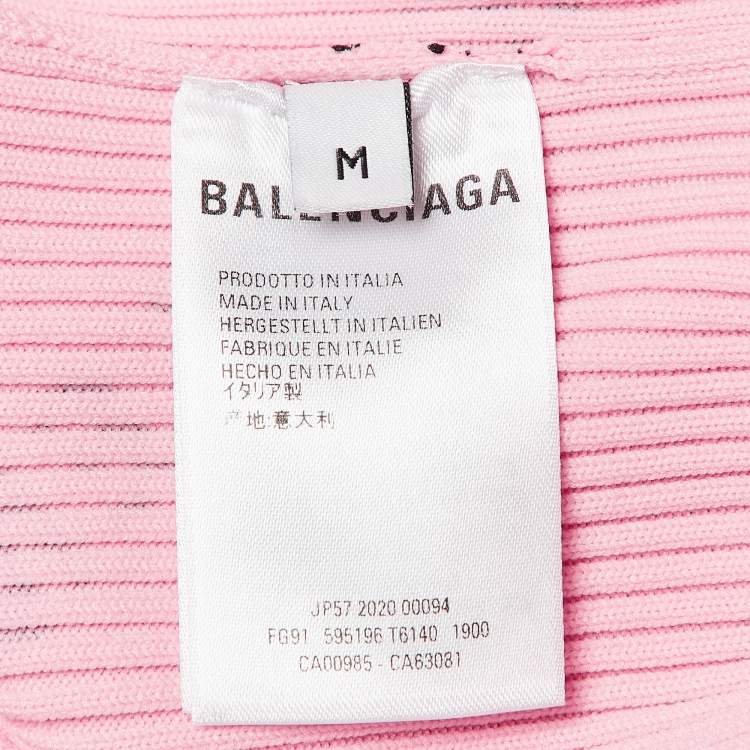 M
BALENCIAGA
PRODOTTO IN ITALIA
MADE IN ITALY
HERGESTELLT IN ITALIEN
FABRIQUE EN ITALIE
HECHO EN ITALIA
イタリア製
产地:意大利
JP57 2020 00094
FG91 595196 T6140 1900
CA00985 - CA63081